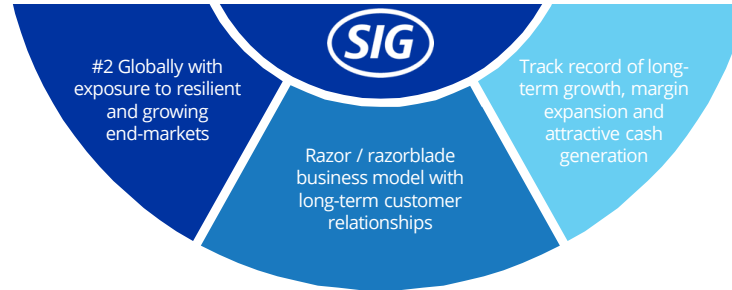 SIG
#2 Globally with
exposure to resilient
and growing
end-markets
Razor / razorblade
business model with
long-term customer
relationships
Track record of long-
term growth, margin
expansion and
attractive cash
generation